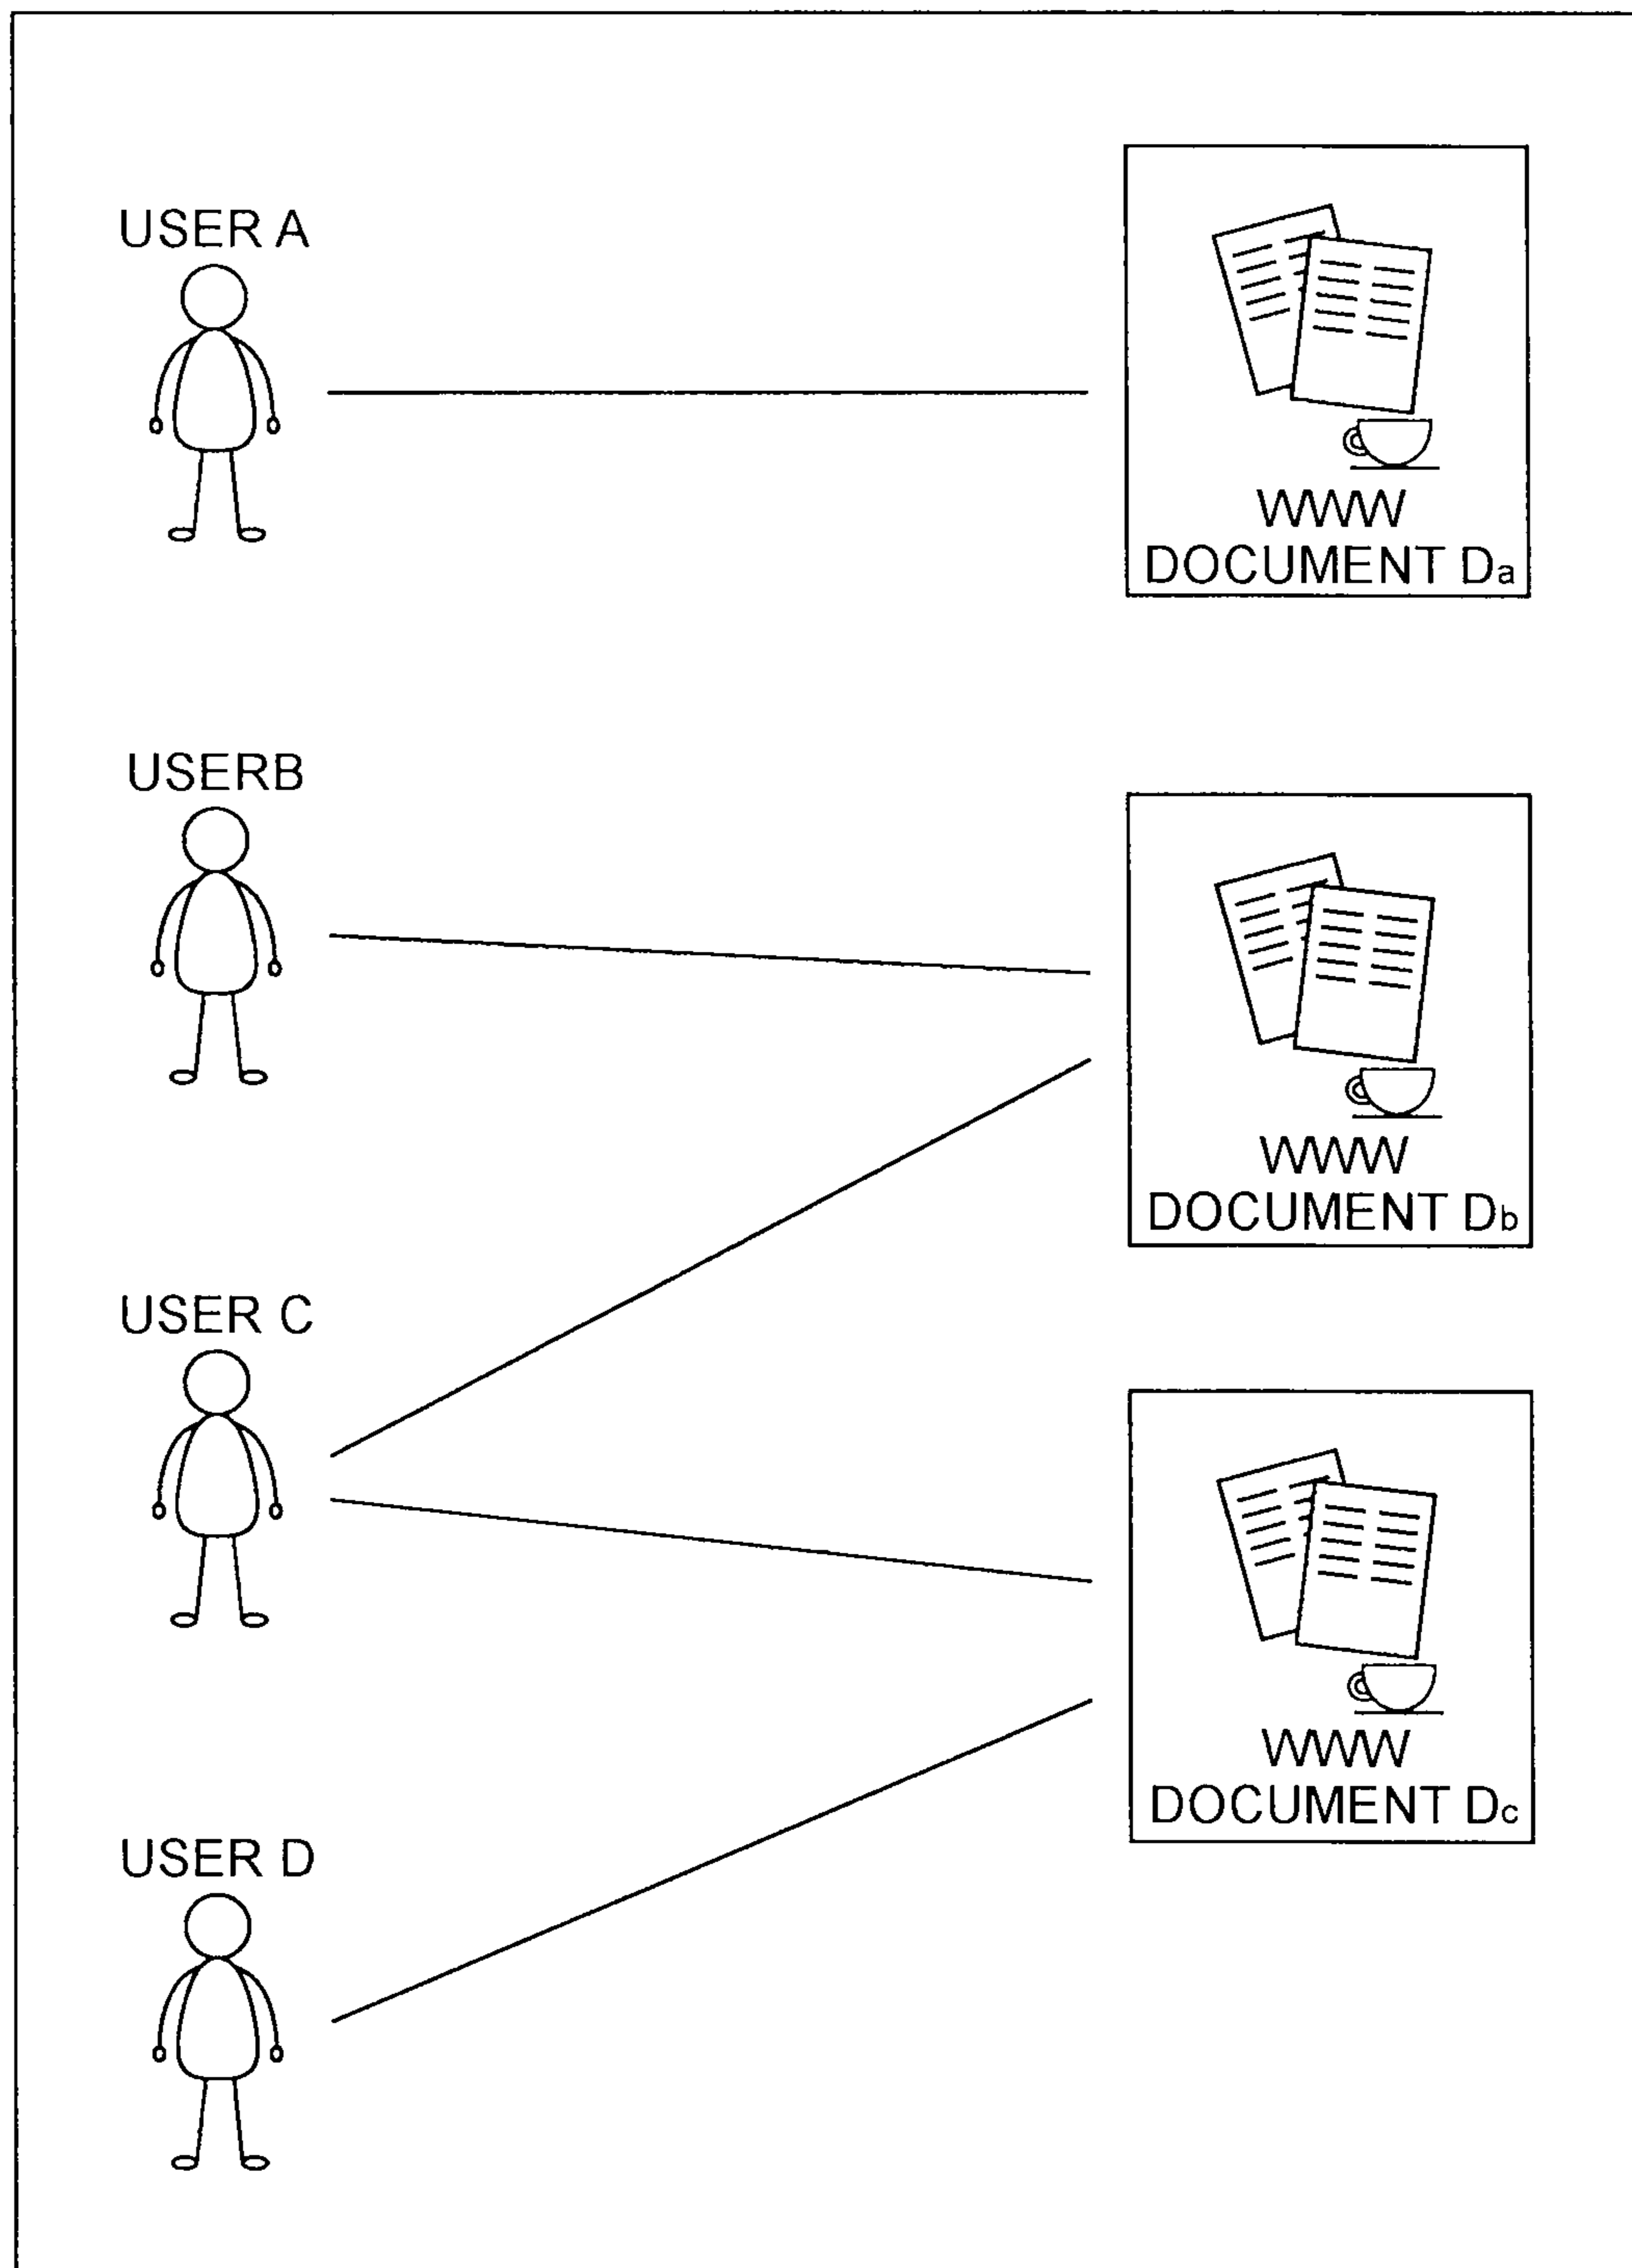 USER A
WWW
DOCUMENT Da
USERB
WWW
DOCUMENT Db
USER C
WWW
DOCUMENT Dc
USER D